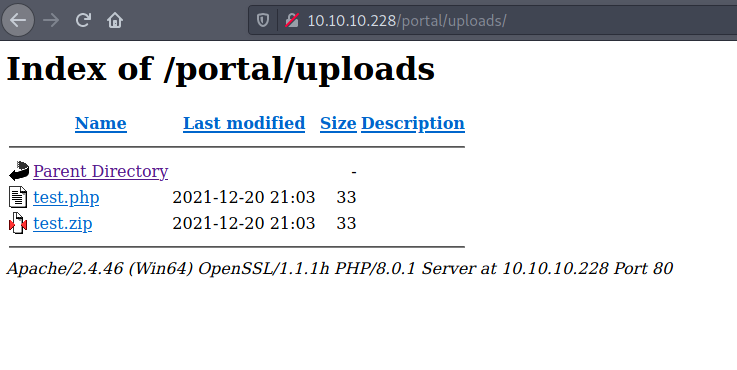 10.10.10.228/portal/uploads/
Index of /portal/uploads
Name Last modified Size Description
Parent Directory -
test.php 2021-12-20 21:03 33
test.zip 2021-12-20 21:03 33
Apache/2.4.46 (Win64) OpenSSL/1.1.1h PHP/8.0.1 Server at 10.10.10.228 Port 80